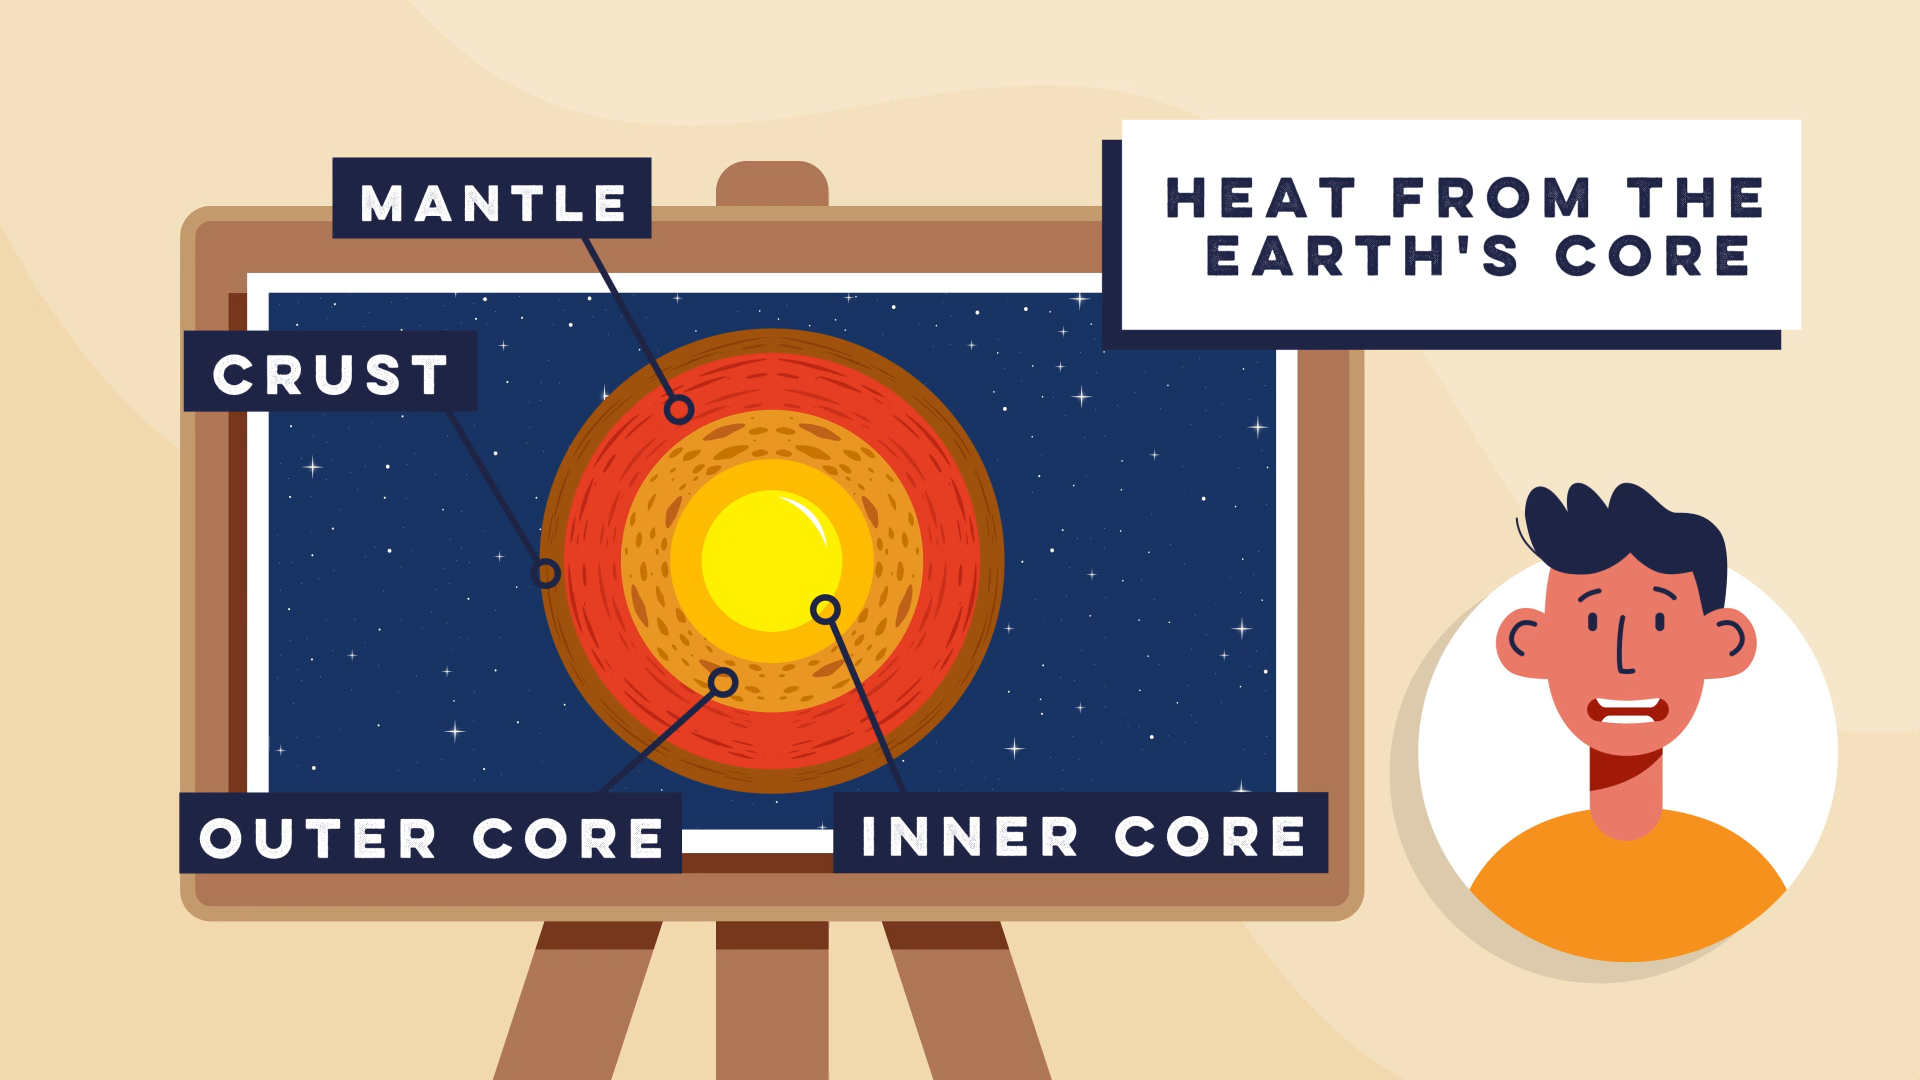 MANTLE
HEAT FROM THE
EARTH'S CORE
CRUST
OUTER CORE
INNER CORE